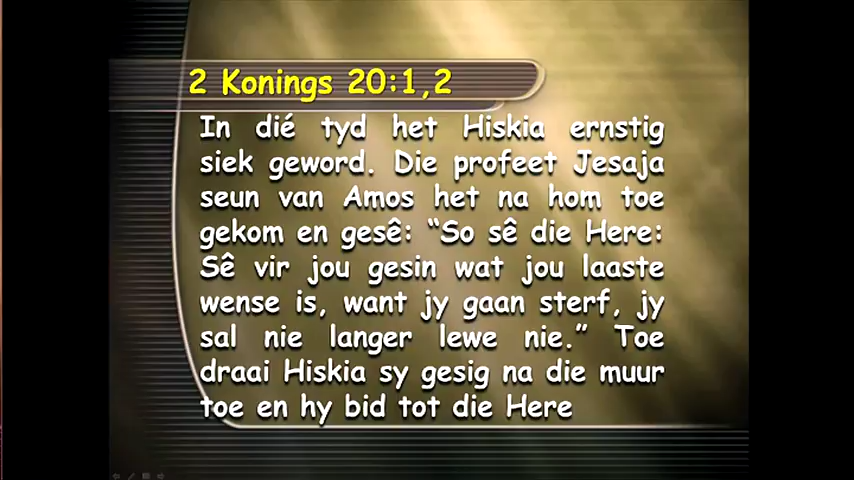 2 Konings 20:1,2
In dié tyd het Hiskia ernstig
siek geword. Die profeet Jesaja
seun van Amos het na hom toe
gekom en gesê: “So sê die Here:
Sê vir jou gesin wat jou laaste
wense is, want jy gaan sterf, jy
sal nie langer lewe nie.” Toe
draai Hiskia sy gesig na die muur
toe en hy bid tot die Here